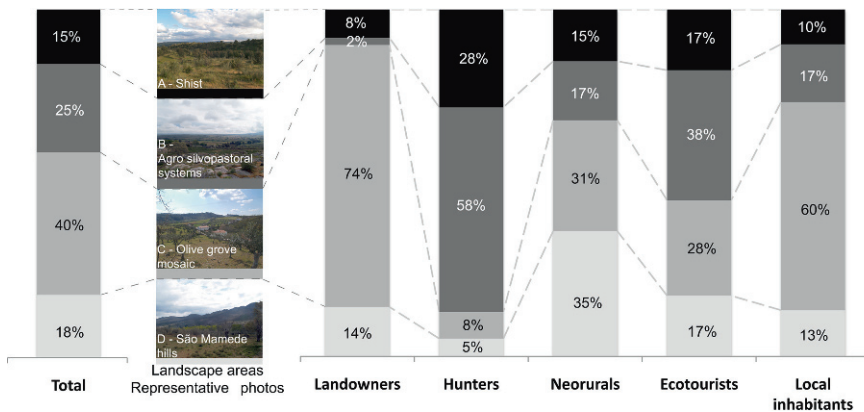 15%
25%
40%
18%
Total
A - Shist
B -
Agro silvopastoral
systems
C - Olive grove
mosaic
D - São Mamede
hills
Landscape areas
Representative photos
8%
2%
74%
14%
Landowners
28%
58%
8%
5%
Hunters
15%
17%
31%
35%
Neorurals
17%
38%
28%
17%
Ecotourists
10%
17%
60%
13%
Local
inhabitants